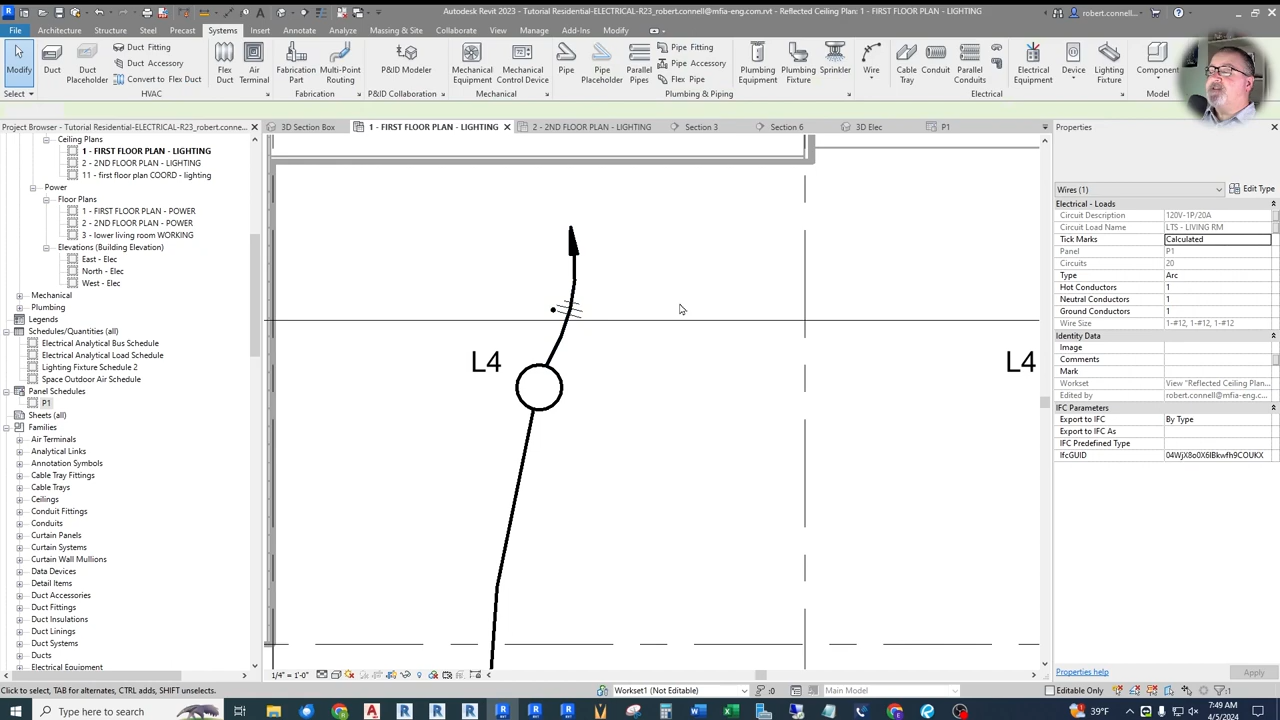 Autodesk Revit 2023 - Tutorial Residential-ELECTRICAL-R23_robert.connell@mfia-eng.com.rvt - Reflected Ceiling Plan: 1 - FIRST FLOOR PLAN - LIGHTING
robert.connell...
File Architecture Structure Steel Precast Systems Insert Annotate Analyze Massing & Site Collaborate View Manage Add-Ins Modify
Modify
Duct
Duct Placeholder
Duct Fitting
Duct Accessory
Convert to Flex Duct
Flex Duct
Air Terminal
Fabrication Part
Multi-Point Routing
P&ID Modeler
Mechanical Equipment
Mechanical Control Device
Pipe
Pipe Placeholder
Parallel Pipes
Pipe Fitting
Pipe Accessory
Flex Pipe
Plumbing Equipment
Plumbing Fixture
Sprinkler
Wire
Cable Tray
Conduit
Parallel Conduits
Electrical Equipment
Device
Lighting Fixture
Component
Select
HVAC
Fabrication
P&ID Collaboration
Mechanical
Plumbing & Piping
Electrical
Model
Project Browser - Tutorial Residential-ELECTRICAL-R23_robert.connell@mfia-en...
3D Section Box
1 - FIRST FLOOR PLAN - LIGHTING
2 - 2ND FLOOR PLAN - LIGHTING
Section 3
Section 6
3D Elec
P1
Properties
Ceiling Plans
1 - FIRST FLOOR PLAN - LIGHTING
2 - 2ND FLOOR PLAN - LIGHTING
11 - first floor plan COORD - lighting
Power
Floor Plans
1 - FIRST FLOOR PLAN - POWER
2 - 2ND FLOOR PLAN - POWER
3 - lower living room WORKING
Elevations (Building Elevation)
East - Elec
North - Elec
West - Elec
Mechanical
Plumbing
Legends
Schedules/Quantities (all)
Electrical Analytical Bus Schedule
Electrical Analytical Load Schedule
Lighting Fixture Schedule 2
Space Outdoor Air Schedule
Panel Schedules
P1
Sheets (all)
Families
Air Terminals
Analytical Links
Annotation Symbols
Cable Tray Fittings
Cable Trays
Ceilings
Conduit Fittings
Conduits
Curtain Panels
Curtain Systems
Curtain Wall Mullions
Data Devices
Detail Items
Duct Accessories
Duct Fittings
Duct Insulations
Duct Linings
Duct Systems
Ducts
Electrical Equipment
L4
L4
Wires (1)
Edit Type
Electrical - Loads
Circuit Description 120V-1P/20A
Circuit Load Name LTS - LIVING RM
Tick Marks Calculated
Panel P1
Circuits 20
Type Arc
Hot Conductors 1
Neutral Conductors 1
Ground Conductors 1
Wire Size 1-#12, 1-#12, 1-#12
Identity Data
Image
Comments
Mark
Workset View "Reflected Ceiling Plan...
Edited by robert.connell@mfia-eng.c...
IFC Parameters
Export to IFC By Type
Export to IFC As
IFC Predefined Type
IfcGUID
Properties help
Apply
1/4" = 1'-0"
Click to select, TAB for alternates, CTRL adds, SHIFT unselects.
Workset1 (Not Editable)
:0
Main Model
Editable Only
:1
Type here to search
39°F
7:49 AM
4/5/2024